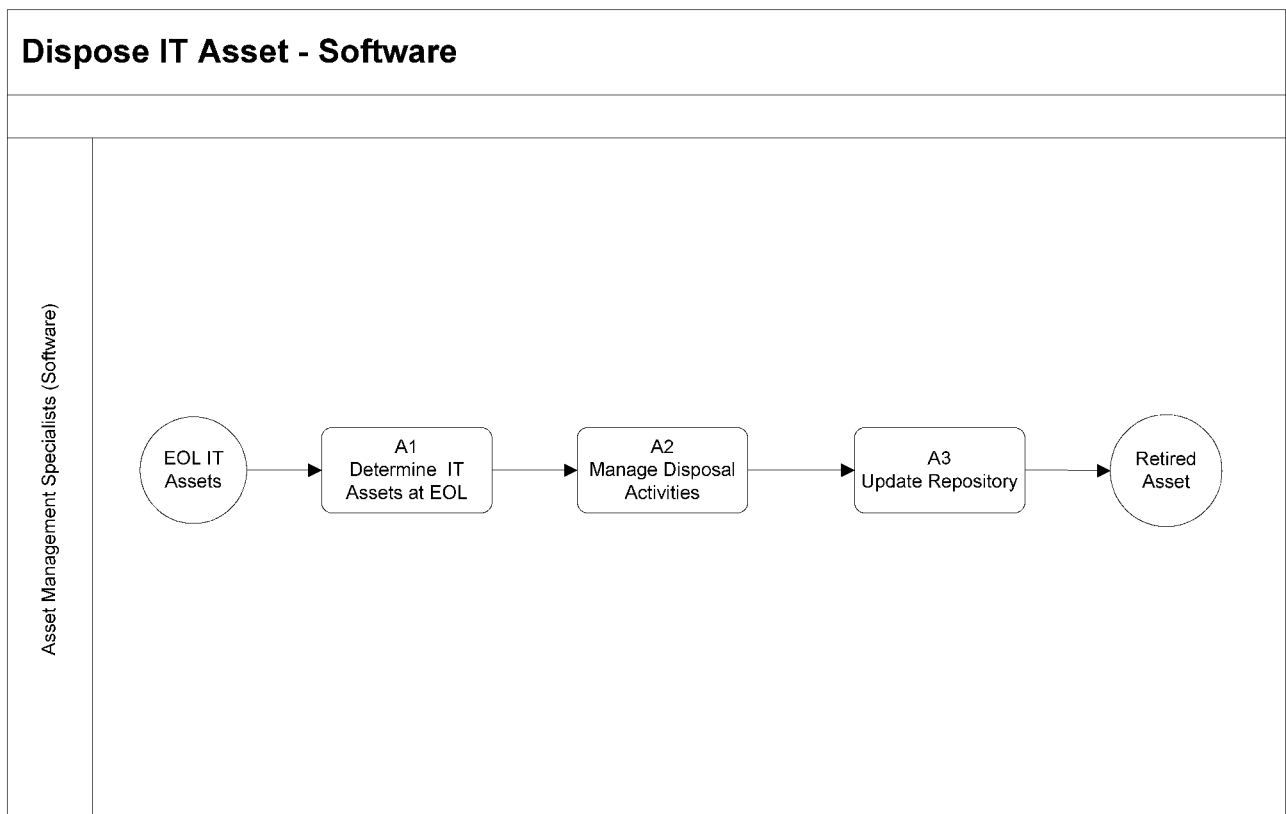 Dispose IT Asset - Software
Asset Management Specialists (Software)
EOL IT
Assets
A1
Determine IT
Assets at EOL
A2
Manage Disposal
Activities
A3
Update Repository
Retired
Asset